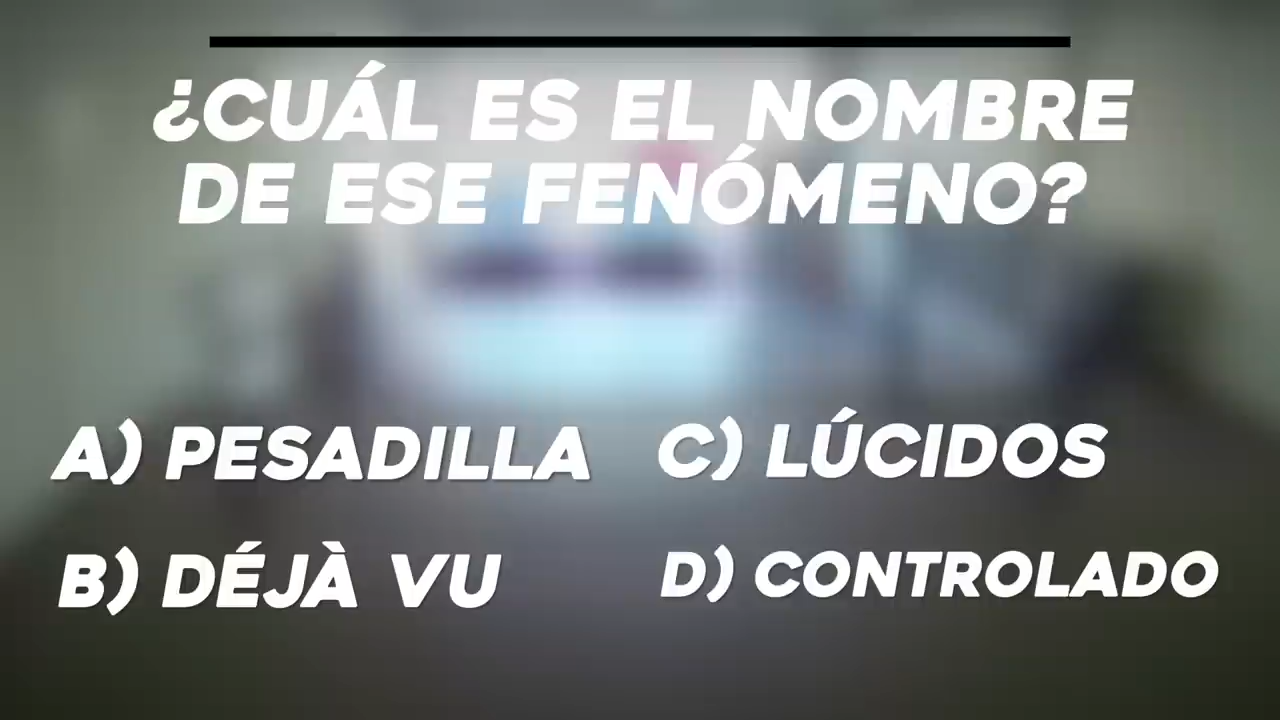 ¿CUÁL ES EL NOMBRE
DE ESE FENÓMENO?
A) PESADILLA
B) DÉJÀ VU
C) LÚCIDOS
D) CONTROLADO